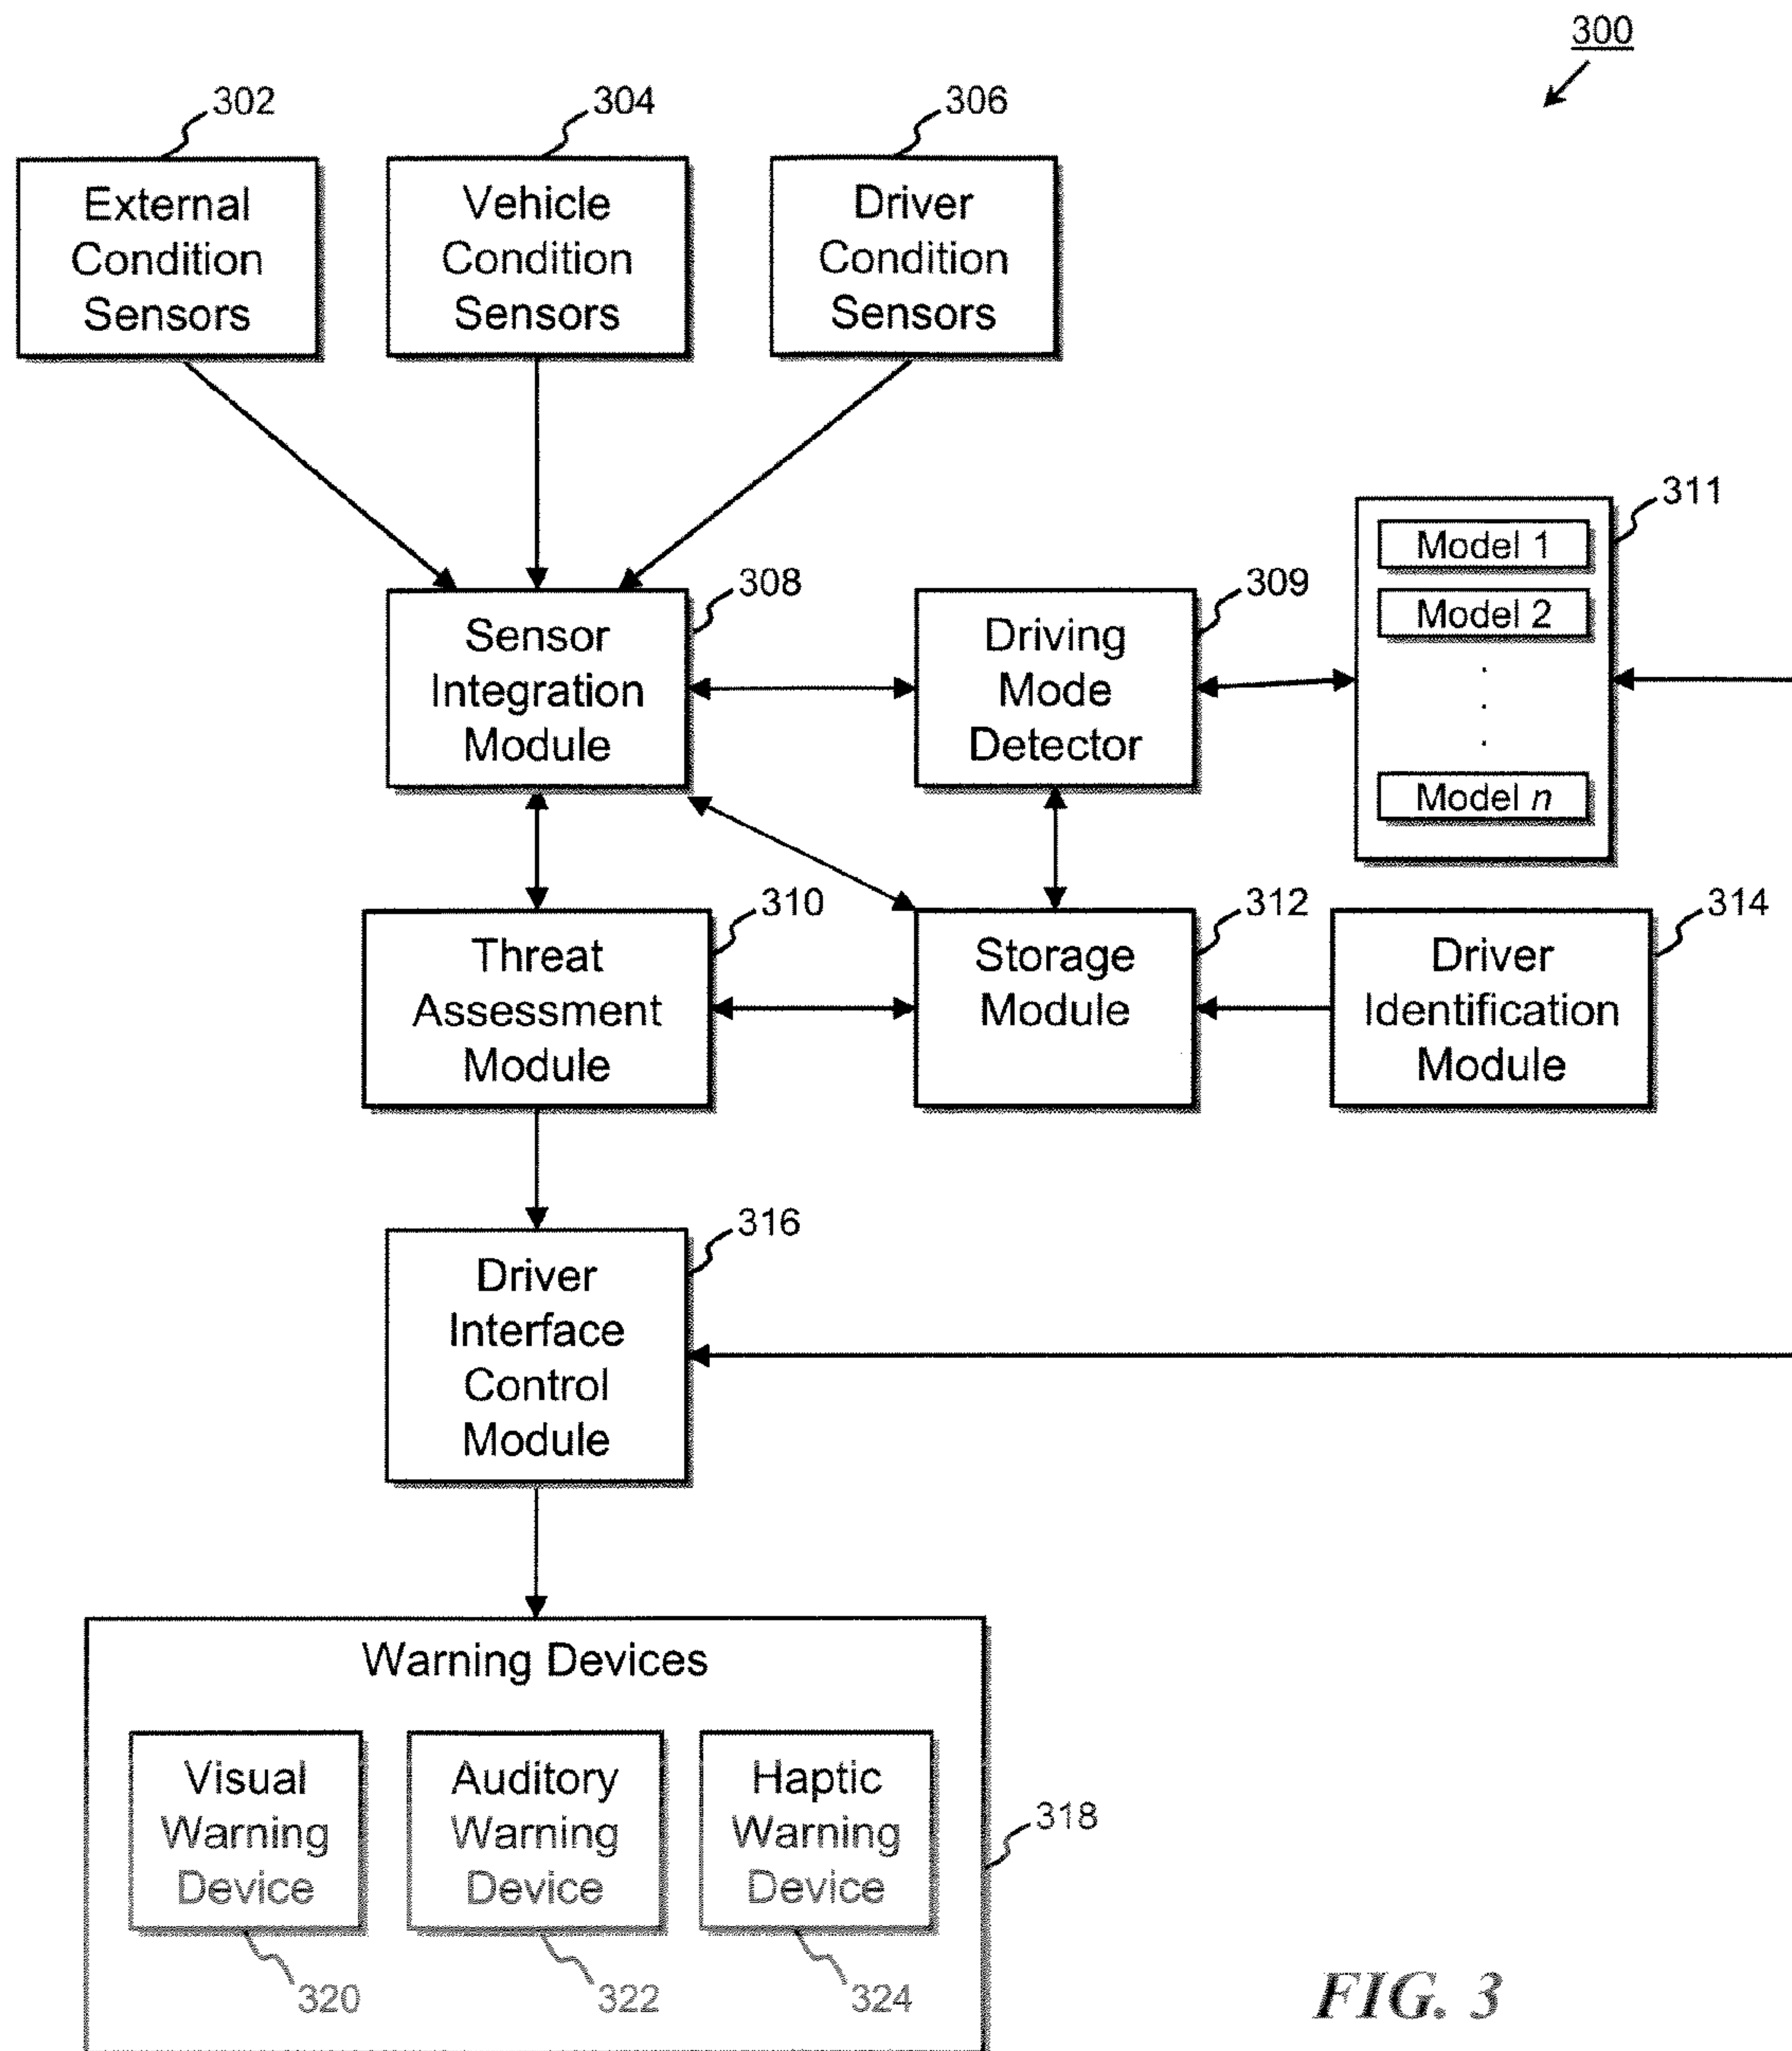 300
302
304
306
External
Condition
Sensors
Vehicle
Condition
Sensors
Driver
Condition
Sensors
311
Model 1
Model 2
.
.
.
Model n
308
309
Sensor
Integration
Module
Driving
Mode
Detector
310
312
314
Threat
Assessment
Module
Storage
Module
Driver
Identification
Module
316
Driver
Interface
Control
Module
Warning Devices
Visual
Warning
Device
Auditory
Warning
Device
Haptic
Warning
Device
318
320
322
324
FIG. 3